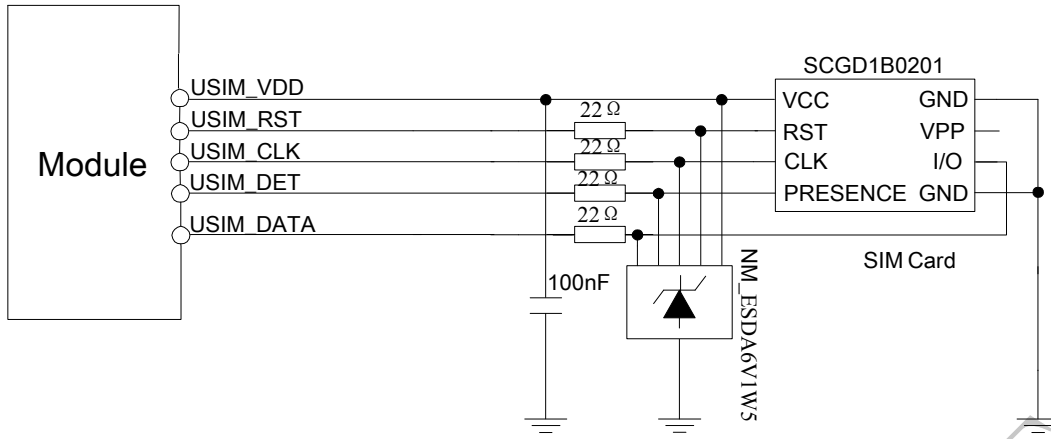 SCGD1B0201
USIM_VDD
VCC GND
22 Ω
USIM_RST
RST VPP
22 Ω
USIM_CLK
CLK I/O
Module
22 Ω
USIM_DET
PRESENCE GND
22 Ω
USIM_DATA
SIM Card
100nF
NM_ESDA6V1W5